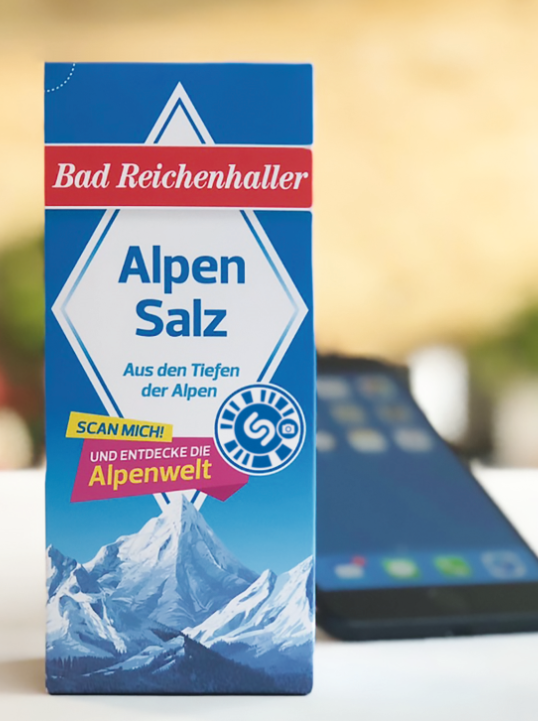 Bad Reichenhaller
Alpen
Salz
Aus den Tiefen
der Alpen
SCAN MICH!
UND ENTDECKE DIE
Alpenwelt